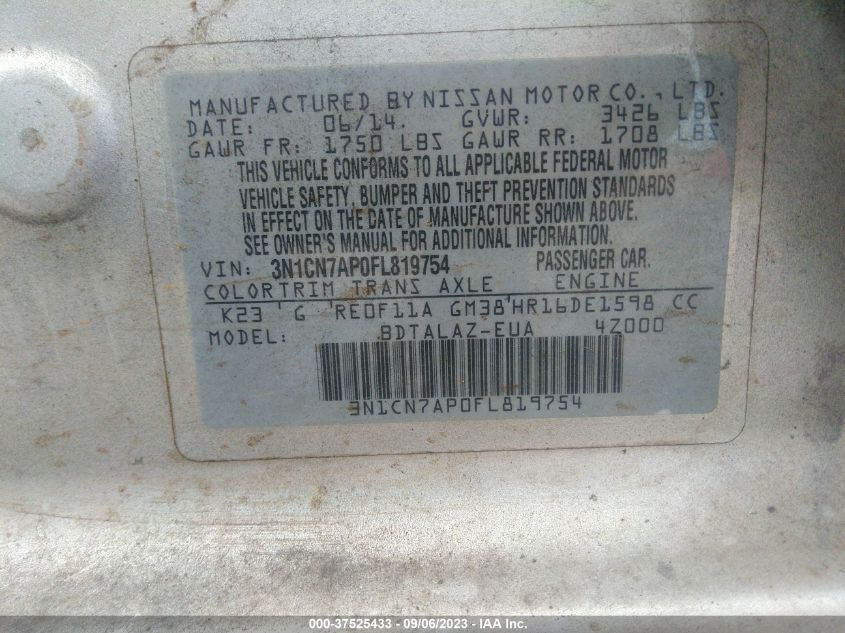 MANUFACTURED BY NISSAN MOTOR CO., LTD.
DATE: 06/14. GVWR: 3426 LBS
GAWR FR: 1750 LBS GAWR RR: 1708 LBS
THIS VEHICLE CONFORMS TO ALL APPLICABLE FEDERAL MOTOR
VEHICLE SAFETY, BUMPER AND THEFT PREVENTION STANDARDS
IN EFFECT ON THE DATE OF MANUFACTURE SHOWN ABOVE.
SEE OWNER'S MANUAL FOR ADDITIONAL INFORMATION.
VIN: 3N1CN7AP0FL819754 PASSENGER CAR.
COLORTRIM TRANS AXLE ENGINE
K23 ' G 'RE0F11A GM38'HR16DE1598 CC
MODEL: BDTALAZ-EUA 4Z000
3N1CN7AP0FL819754
000-37525433 - 09/06/2023 - IAA Inc.